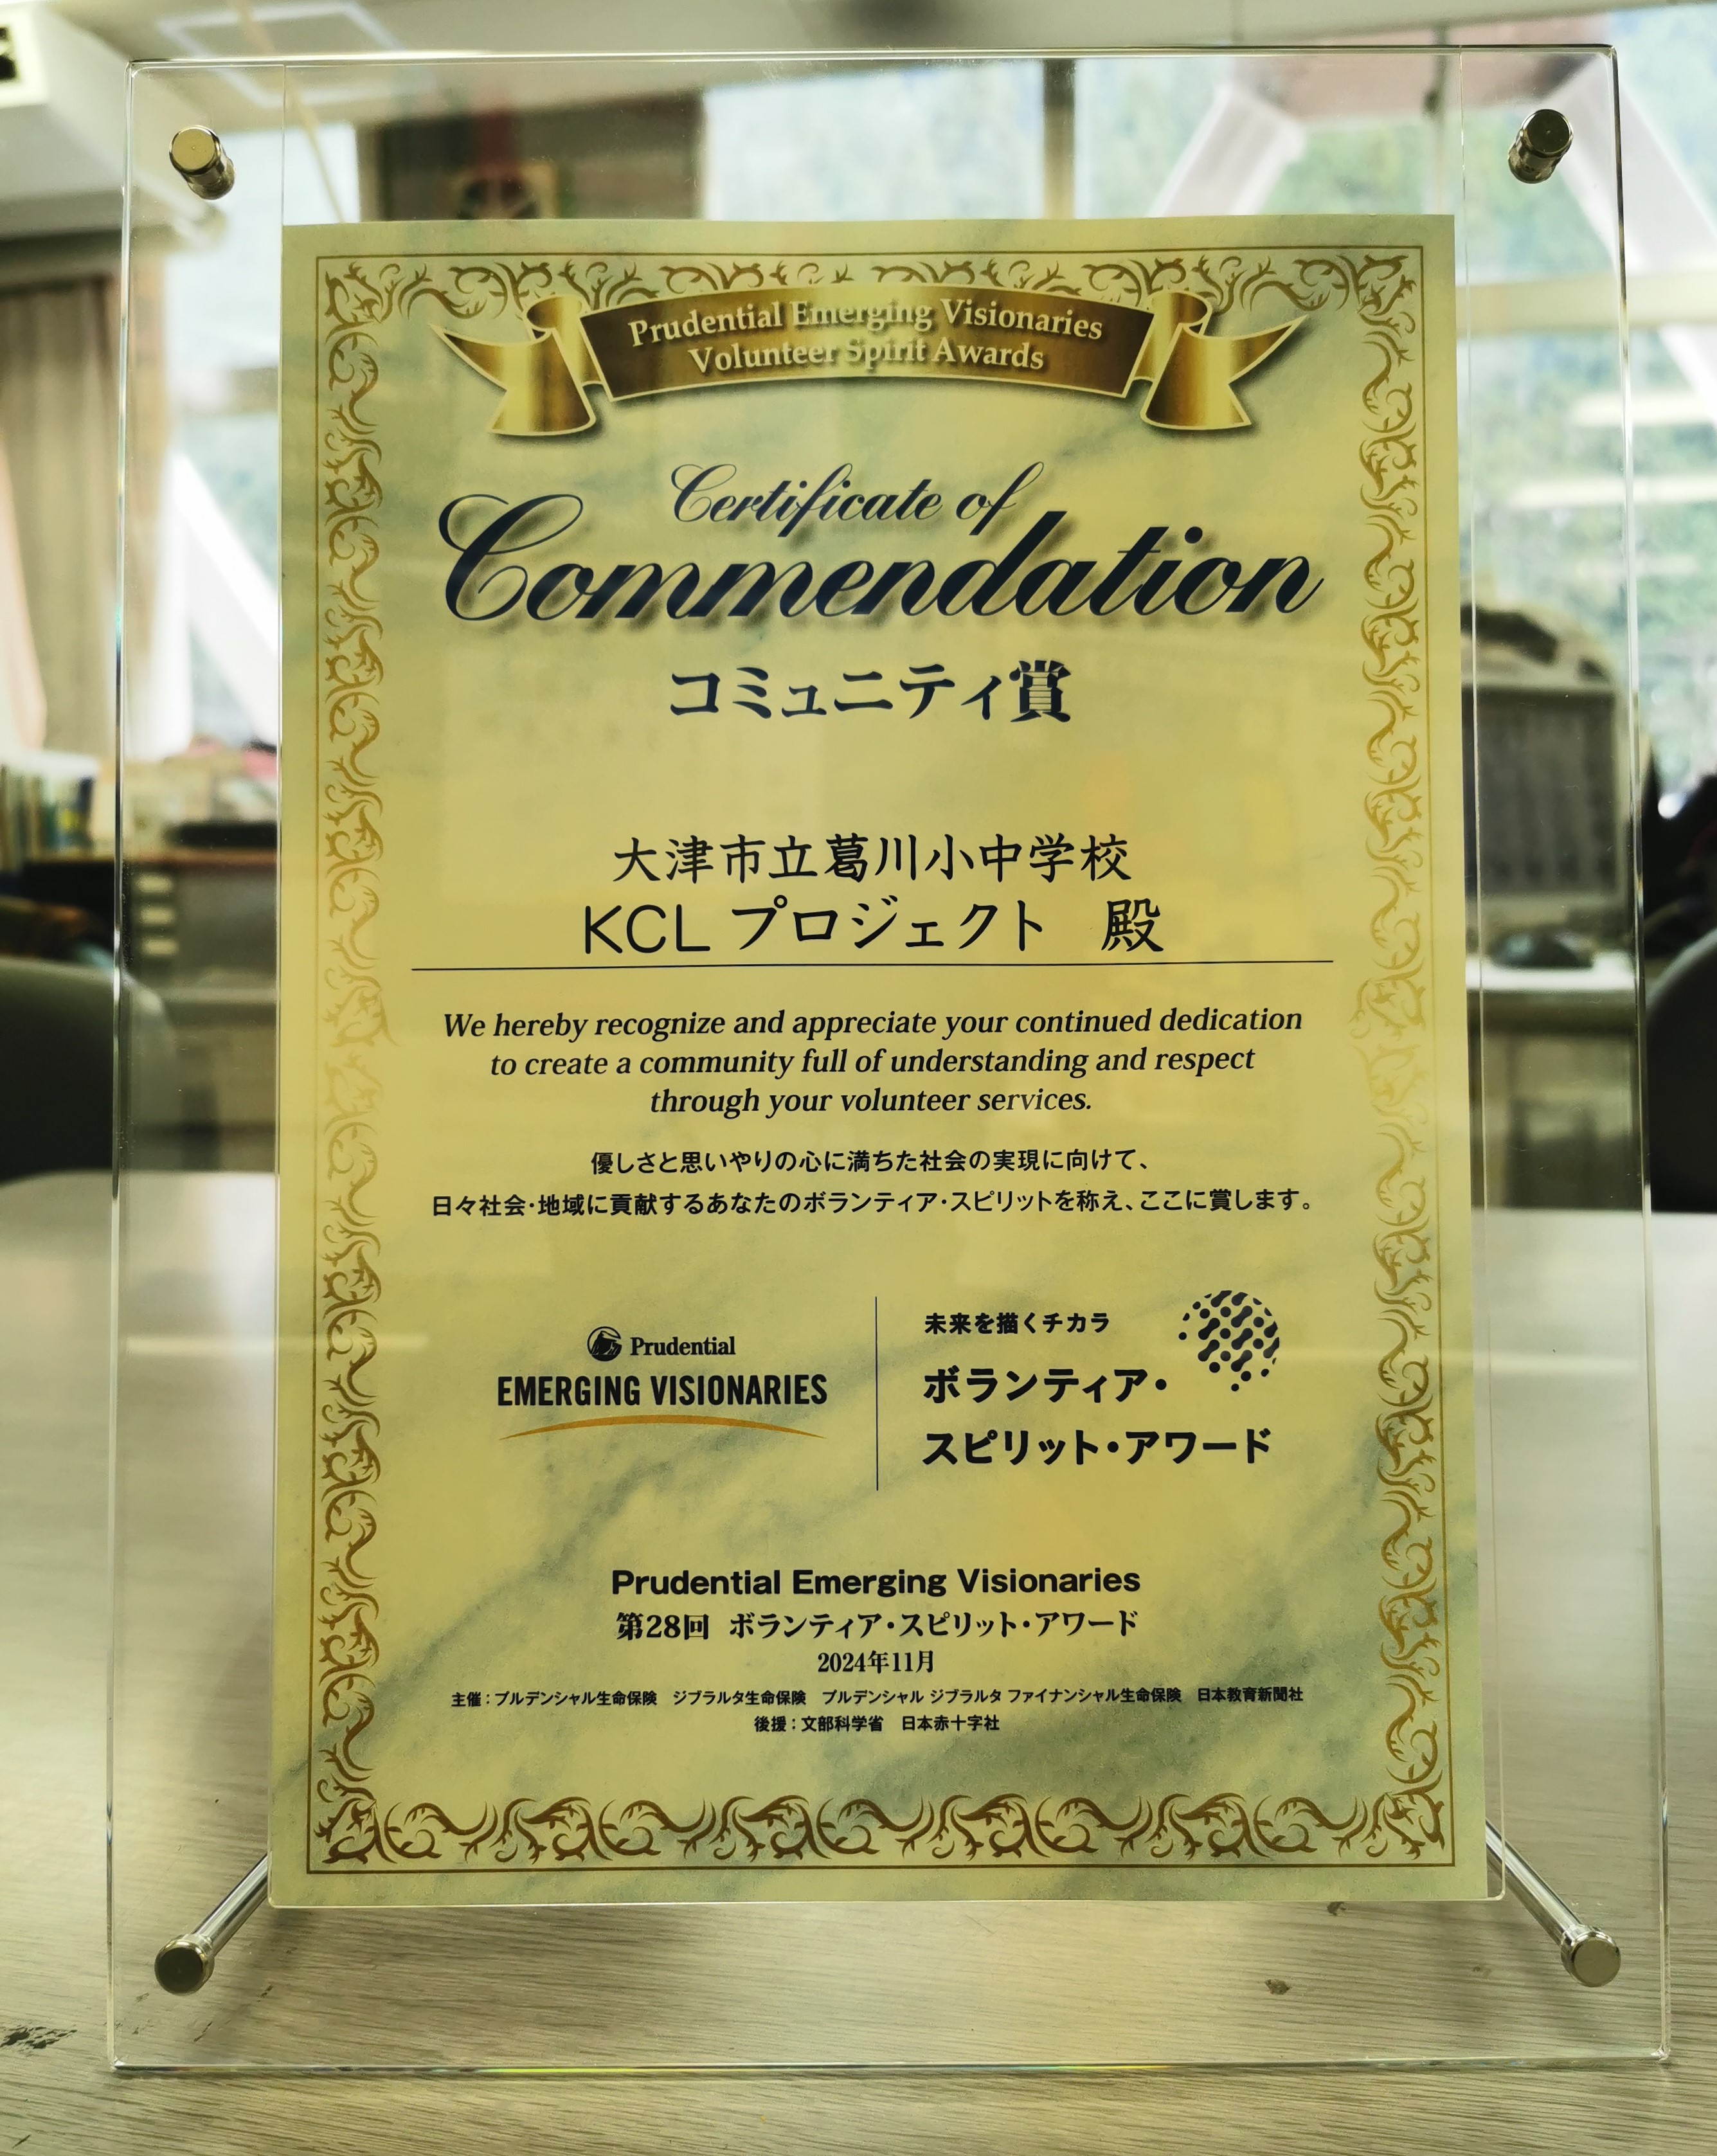 Prudential Emerging Visionaries
Volunteer Spirit Awards
Certificate of
Commendation
コミュニティ賞
大津市立葛川小中学校
KCLプロジェクト 殿
We hereby recognize and appreciate your continued dedication
to create a community full of understanding and respect
through your volunteer services.
優しさと思いやりの心に満ちた社会の実現に向けて、
日々社会・地域に貢献するあなたのボランティア・スピリットを称え、ここに賞します。
Prudential
EMERGING VISIONARIES
未来を描くチカラ
ボランティア・
スピリット・アワード
Prudential Emerging Visionaries
第28回 ボランティア・スピリット・アワード
2024年11月
主催：プルデンシャル生命保険 ジブラルタ生命保険 プルデンシャル ジブラルタ ファイナンシャル生命保険 日本教育新聞社
後援：文部科学省 日本赤十字社